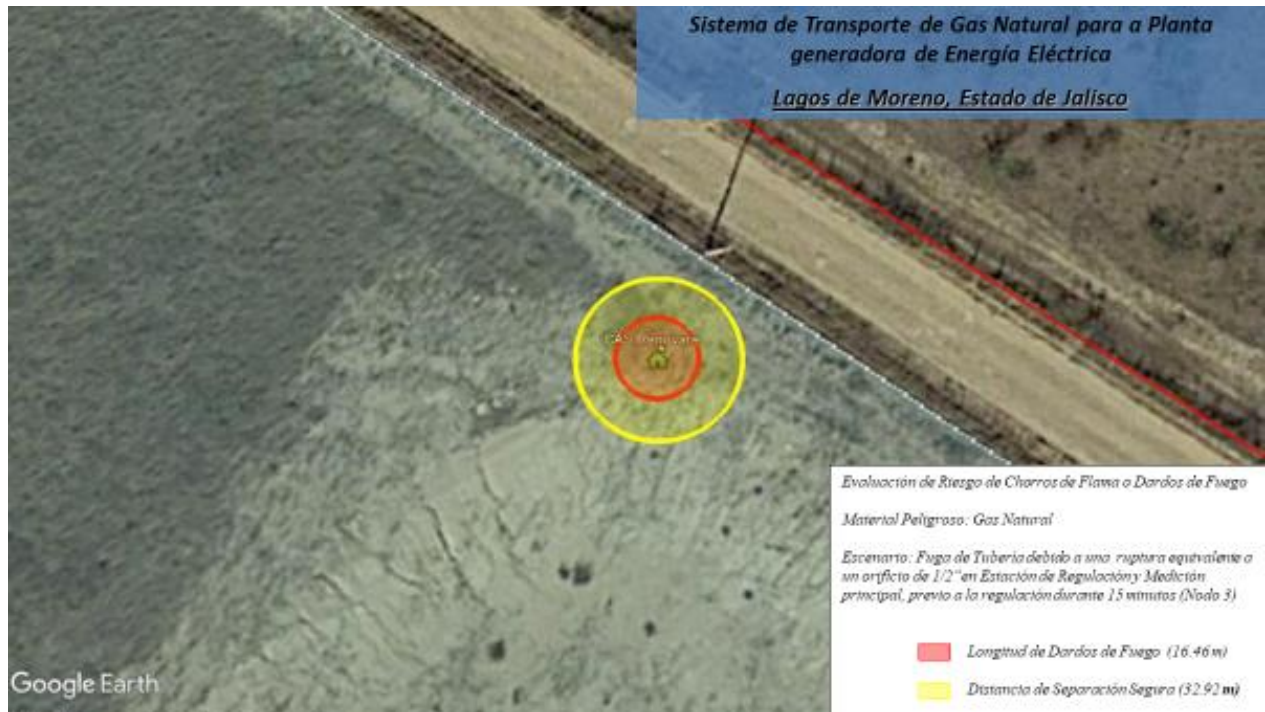 Sistema de Transporte de Gas Natural para a Planta
generadora de Energía Eléctrica
Lagos de Moreno, Estado de Jalisco
Evaluación de Riesgo de Chorros de Flama o Dardos de Fuego
Material Peligroso: Gas Natural
Escenario: Fuga de Tubería debido a una ruptura equivalente a
un orificio de 1/2" en Estación de Regulación y Medición
principal, previo a la regulación durante 15 minutos (Nodo 3)
Longitud de Dardos de Fuego (16.46 m)
Distancia de Separación Segura (32.92 m)
Google Earth